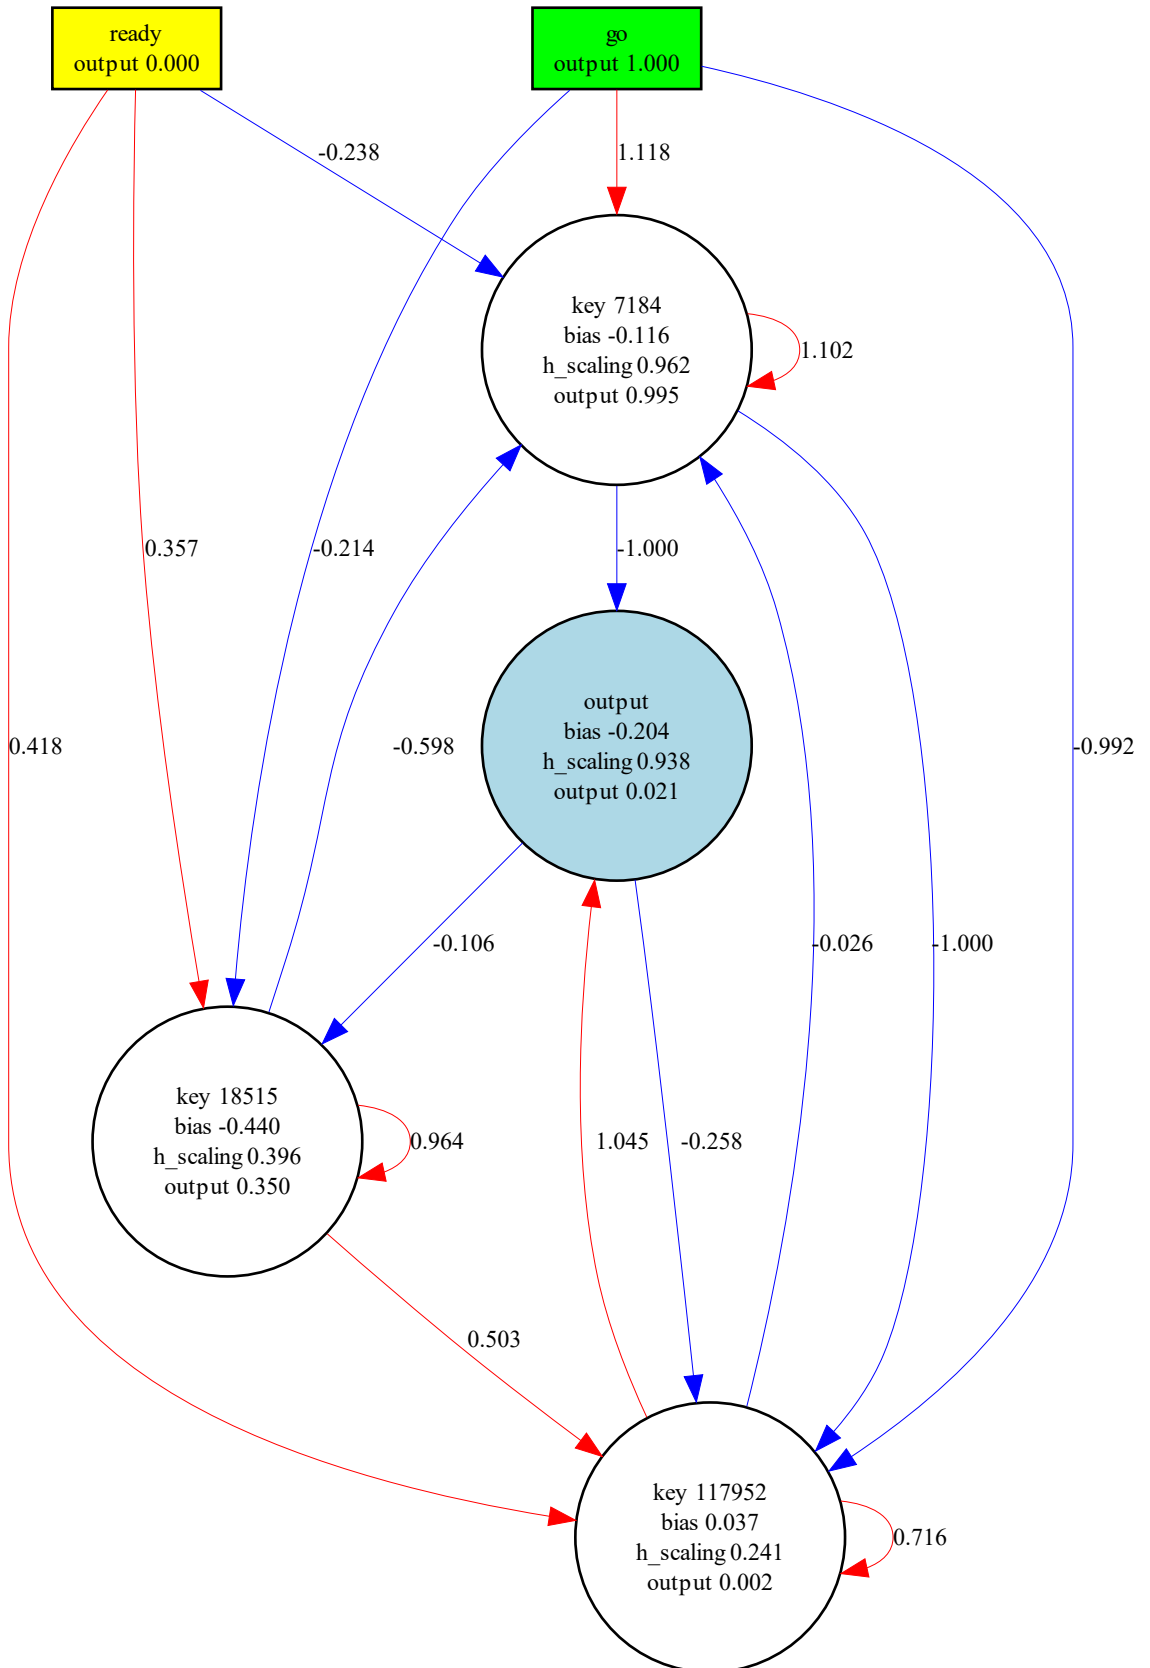 ready
output 0.000
go
output 1.000
-0.238
1.118
key 7184
bias -0.116
h_scaling 0.962
output 0.995
1.102
0.357
-0.214
-1.000
output
bias -0.204
h_scaling 0.938
output 0.021
0.418
-0.598
-0.992
-0.106
-0.026
-1.000
key 18515
bias -0.440
h_scaling 0.396
output 0.350
0.964
1.045
-0.258
0.503
key 117952
bias 0.037
h_scaling 0.241
output 0.002
0.716